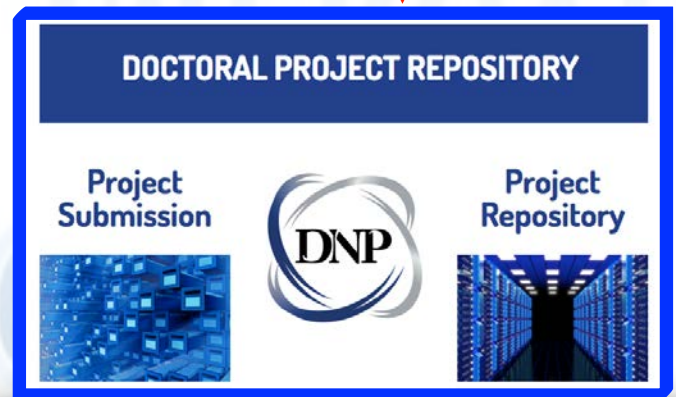 DOCTORAL PROJECT REPOSITORY
Project
Submission
DNP
Project
Repository